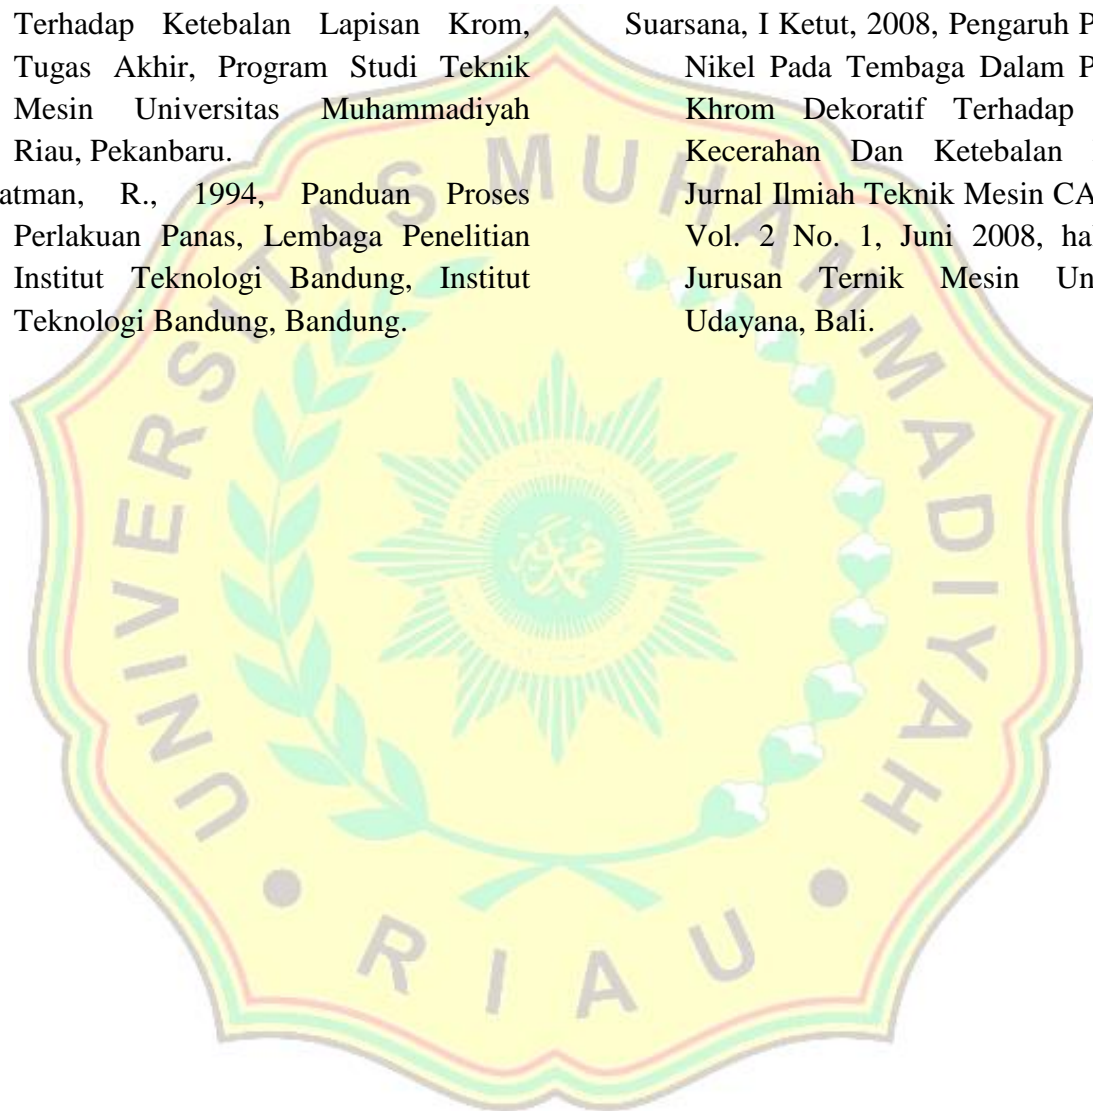 Terhadap Ketebalan Lapisan Krom,
Tugas Akhir, Program Studi Teknik
Mesin Universitas Muhammadiyah
Riau, Pekanbaru.
atman, R., 1994, Panduan Proses
Perlakuan Panas, Lembaga Penelitian
Institut Teknologi Bandung, Institut
Teknologi Bandung, Bandung.
Suarsana, I Ketut, 2008, Pengaruh P
Nikel Pada Tembaga Dalam P
Khrom Dekoratif Terhadap
Kecerahan Dan Ketebalan
Jurnal Ilmiah Teknik Mesin CA
Vol. 2 No. 1, Juni 2008, hal
Jurusan Ternik Mesin Un
Udayana, Bali.
UNIVERSITAS MUHAMMADIYAH
• RIAU •